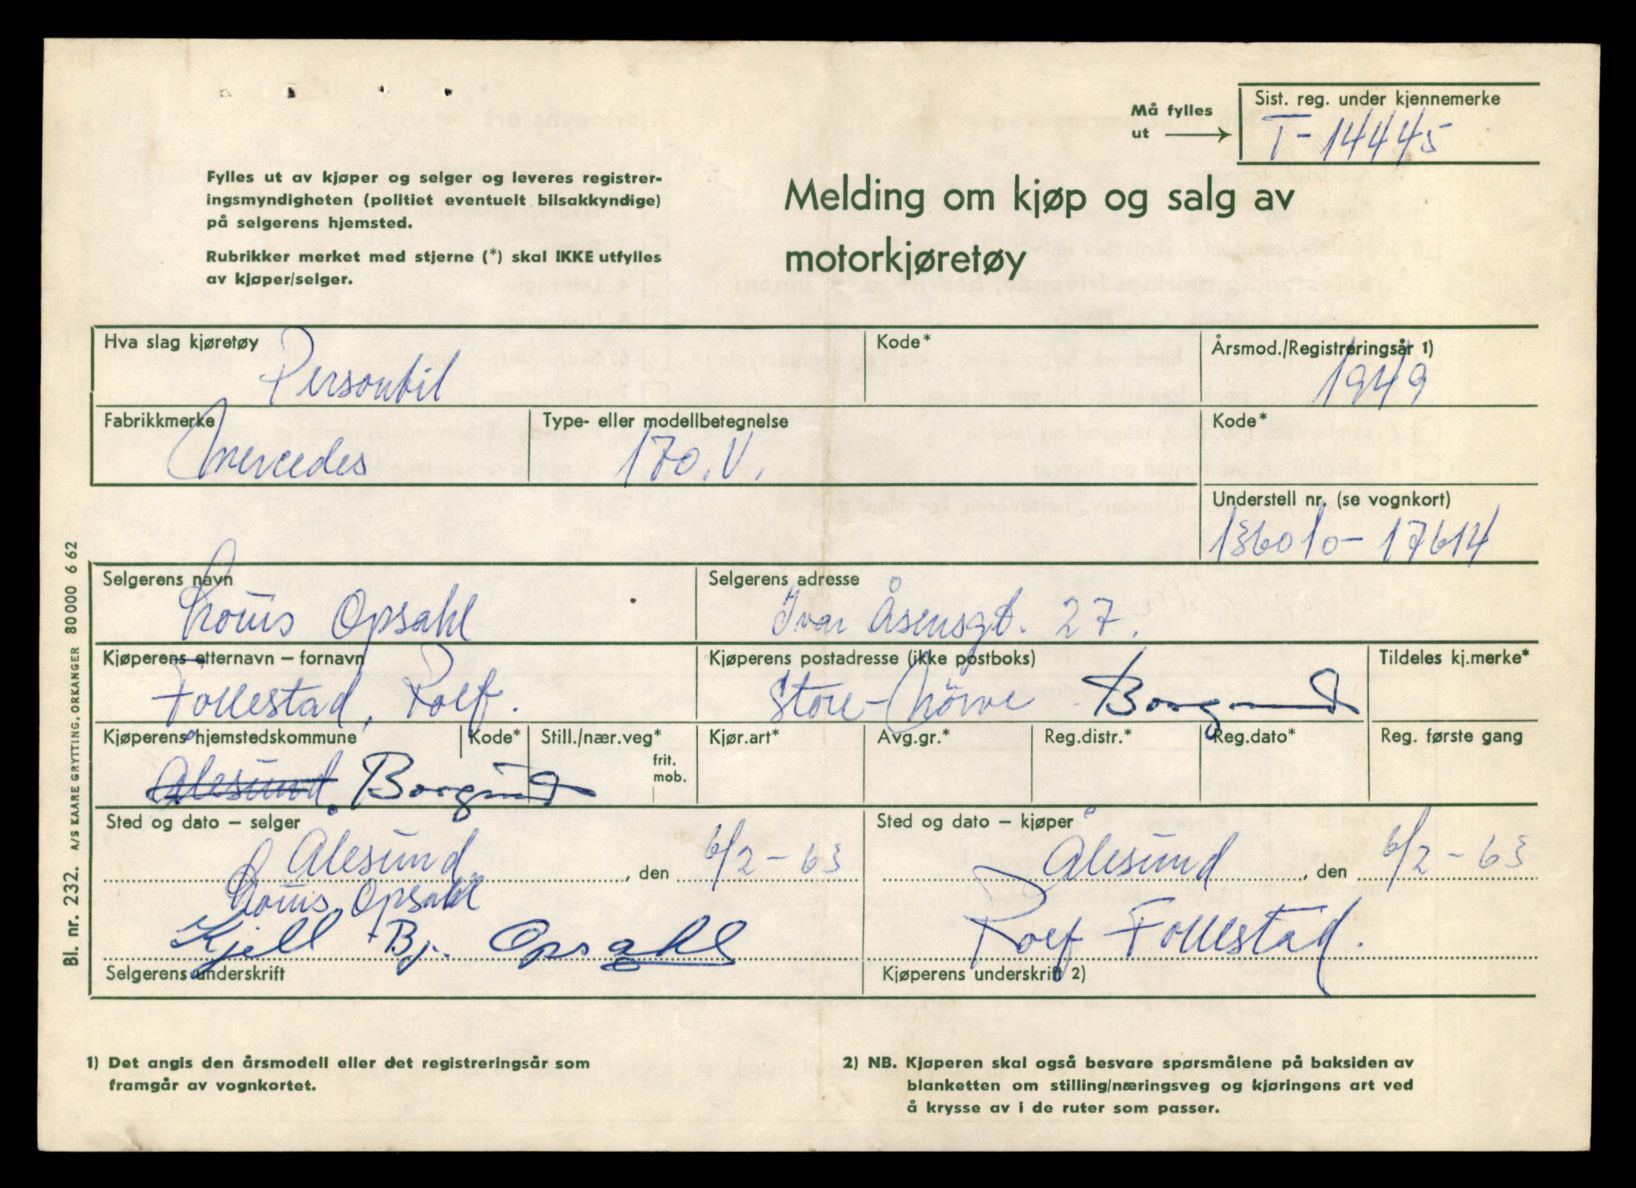 Må fylles
ut
Sist. reg. under kjennemerke
T-14445
Fylles ut av kjøper og selger og leveres registrer-
ingsmyndigheten (politiet eventuelt bilsakkyndige)
på selgerens hjemsted.
Rubrikker merket med stjerne (*) skal IKKE utfylles
av kjøper/selger.
Melding om kjøp og salg av
motorkjøretøy
Hva slag kjøretøy
Personbil
Kode*
Årsmod./Registreringsår 1)
1949
Fabrikkmerke
Mercedes
Type- eller modellbetegnelse
170.V.
Kode*
Understell nr. (se vognkort)
136010-17614
Selgerens navn
Louis Opsahl
Selgerens adresse
Ivar Åsensgt. 27.
Kjøperens etternavn – fornavn
Follestad, Rolf.
Kjøperens postadresse (ikke postboks)
Store-Nørve Borgund
Tildeles kj.merke*
Kjøperens hjemstedskommune
Ålesund. Borgund
Kode*
Still./nær.veg*
frit.
mob.
Kjør.art*
Avg.gr.*
Reg.distr.*
Reg.dato*
Reg. første gang
Sted og dato – selger
Ålesund, den 6/2-63
Louis Opsahl
Kjell Bj. Opsahl
Selgerens underskrift
Sted og dato – kjøper
Ålesund, den 6/2-63
Rolf Follestad.
Kjøperens underskrift 2)
1) Det angis den årsmodell eller det registreringsår som
framgår av vognkortet.
2) NB. Kjøperen skal også besvare spørsmålene på baksiden av
blanketten om stilling/næringsveg og kjøringens art ved
å krysse av i de ruter som passer.
Bl. nr. 232. A/S KAARE GRYTTING, ORKANGER 80000 6 62